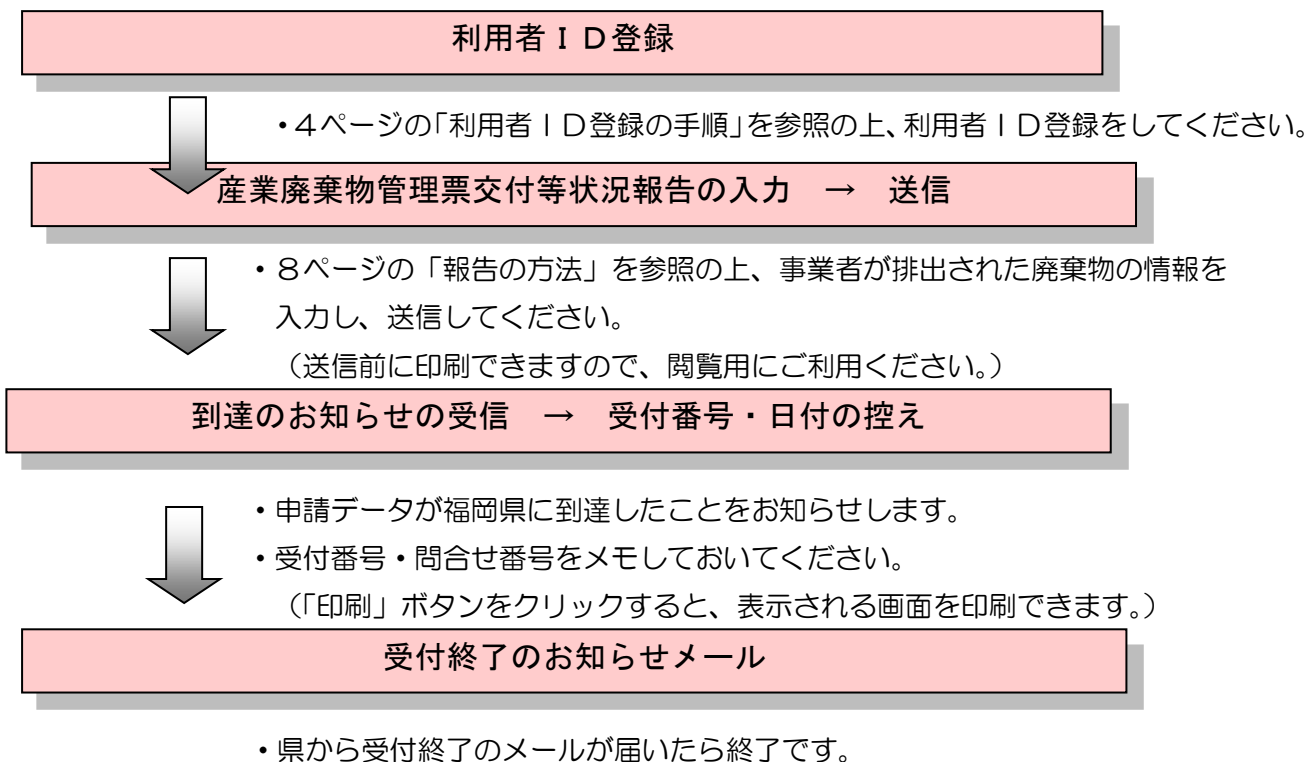 利用者ＩＤ登録
・４ページの「利用者ＩＤ登録の手順」を参照の上、利用者ＩＤ登録をしてください。
産業廃棄物管理票交付等状況報告の入力　→　送信
・８ページの「報告の方法」を参照の上、事業者が排出された廃棄物の情報を
入力し、送信してください。
（送信前に印刷できますので、閲覧用にご利用ください。）
到達のお知らせの受信　→　受付番号・日付の控え
・申請データが福岡県に到達したことをお知らせします。
・受付番号・問合せ番号をメモしておいてください。
（「印刷」ボタンをクリックすると、表示される画面を印刷できます。）
受付終了のお知らせメール
・県から受付終了のメールが届いたら終了です。